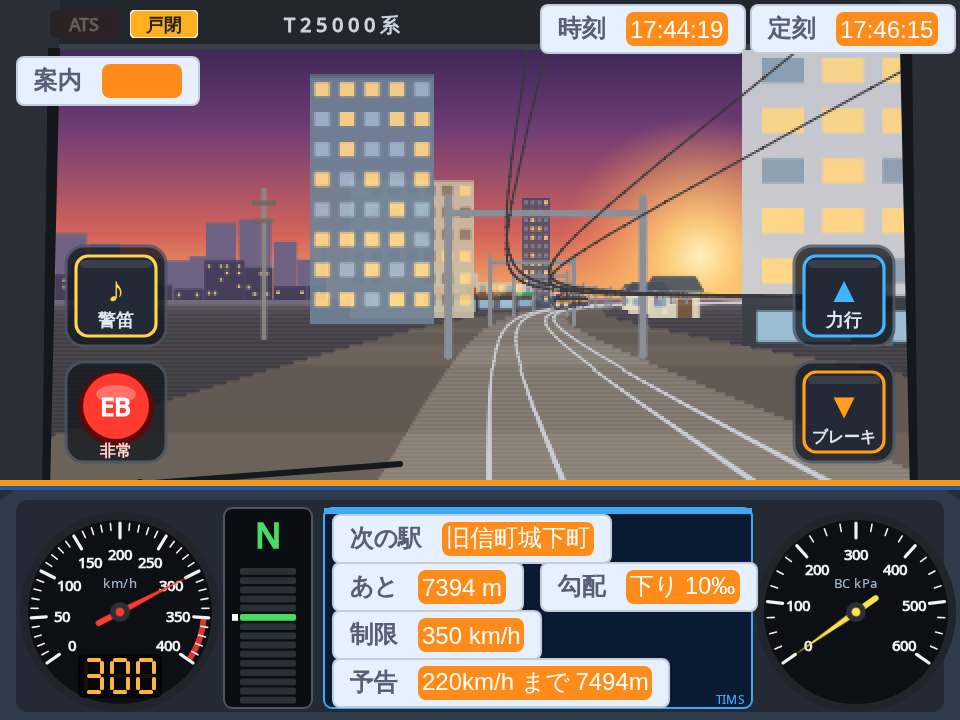 ATS
戸閉
T25000系
時刻 17:44:19
定刻 17:46:15
案内
♪
警笛
EB
非常
▲
力行
▼
ブレーキ
0 50 100 150 200 250 300 350 400
km/h
300
N
次の駅 旧信町城下町
あと 7394 m
勾配 下り 10‰
制限 350 km/h
予告 220km/h まで 7494m
TIMS
0 100 200 300 400 500 600
BC kPa